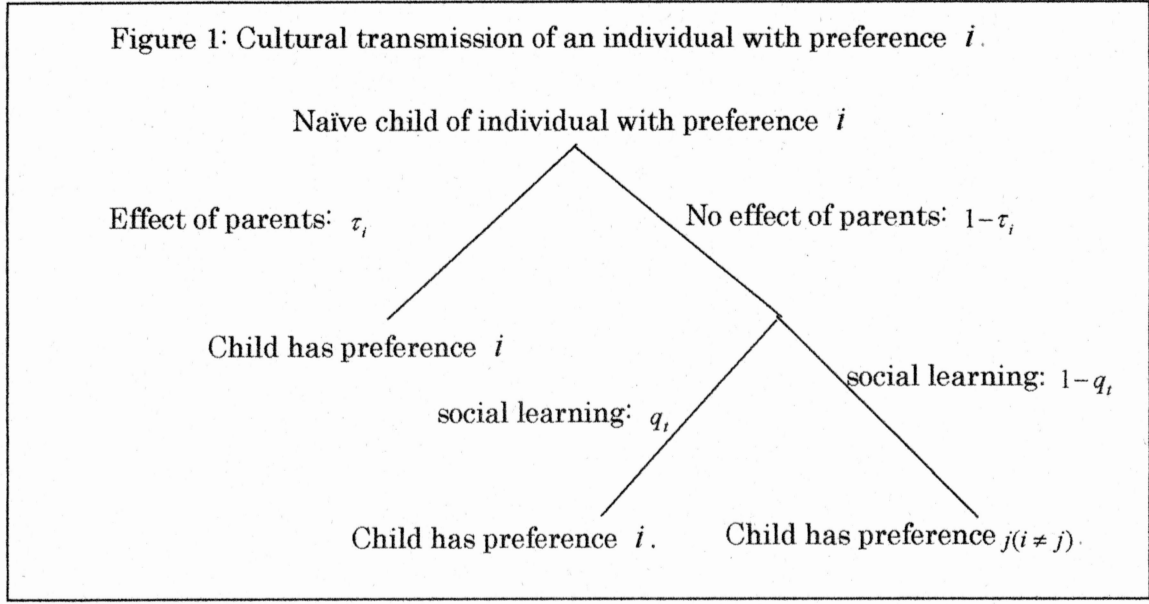 Figure 1: Cultural transmission of an individual with preference i.
Naïve child of individual with preference i
Effect of parents: τᵢ
No effect of parents: 1−τᵢ
Child has preference i
social learning: 1−qₜ
social learning: qₜ
Child has preference i.
Child has preference j(i ≠ j).